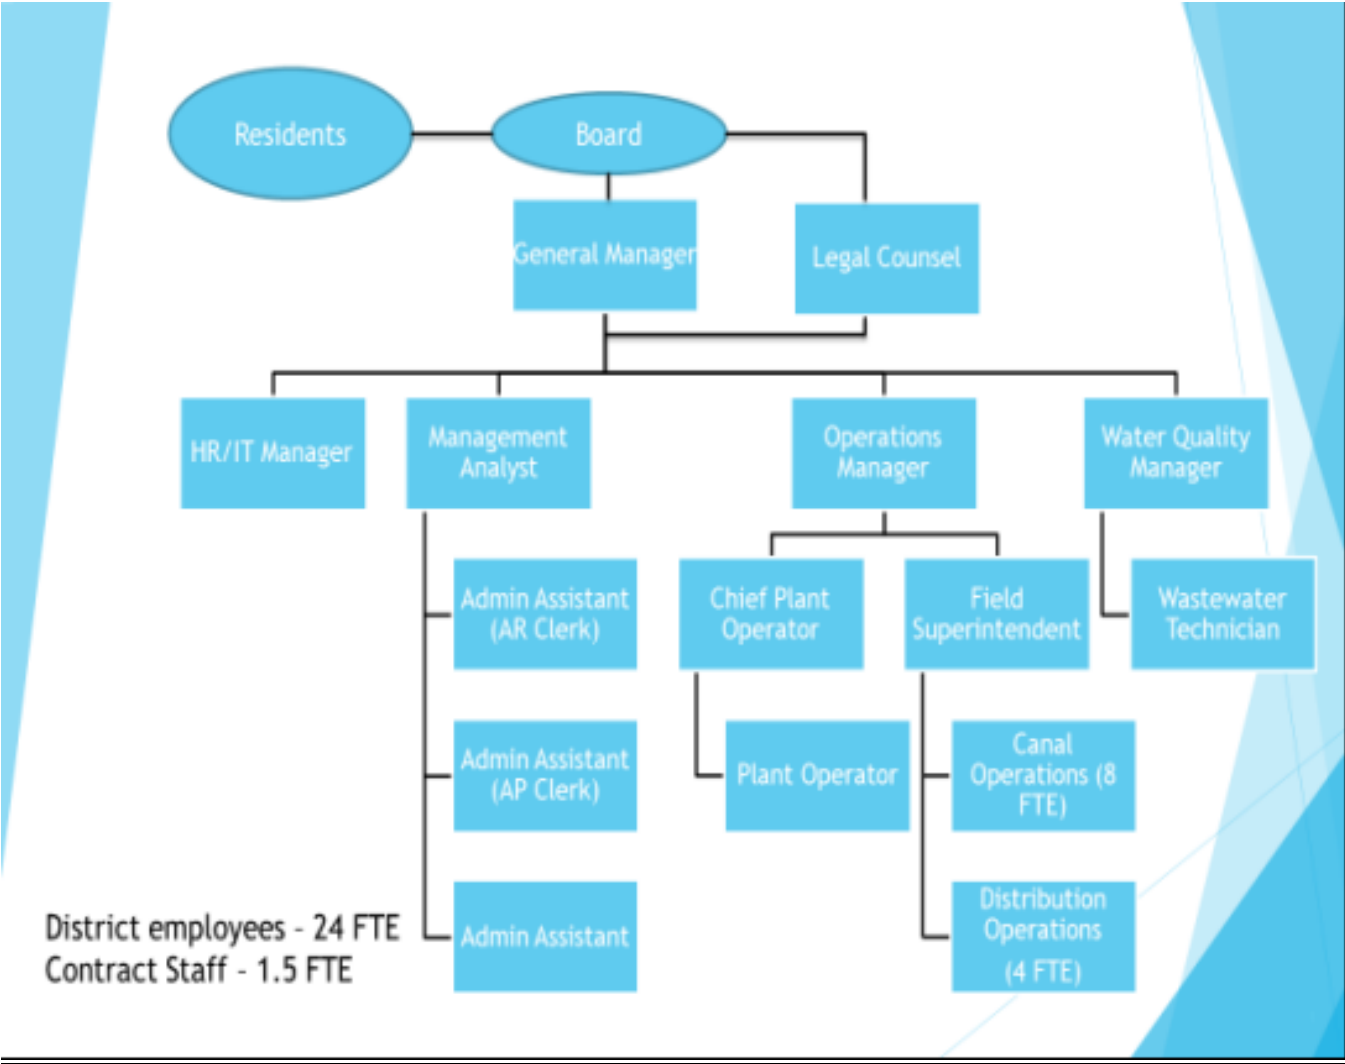 Residents
Board
General Manager
Legal Counsel
HR/IT Manager
Management
Analyst
Operations
Manager
Water Quality
Manager
Admin Assistant
(AR Clerk)
Chief Plant
Operator
Field
Superintendent
Wastewater
Technician
Admin Assistant
(AP Clerk)
Plant Operator
Canal
Operations (8
FTE)
Admin Assistant
Distribution
Operations
(4 FTE)
District employees - 24 FTE
Contract Staff - 1.5 FTE